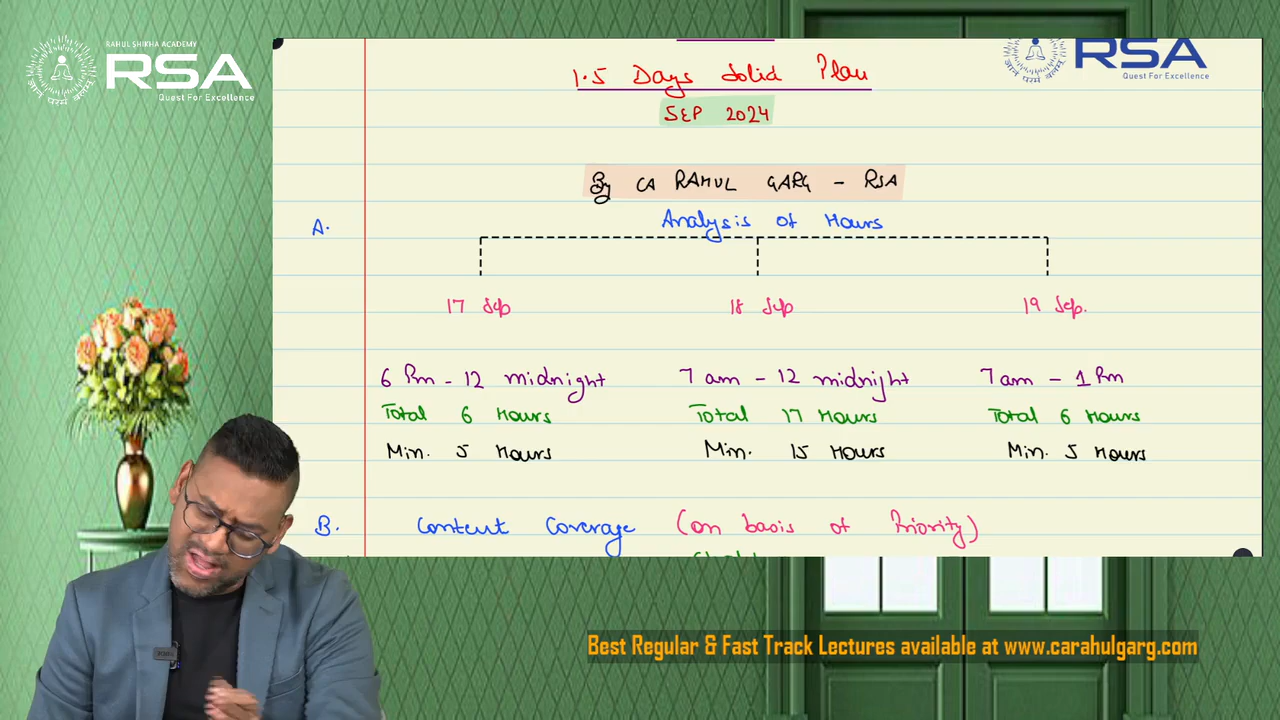 RAHUL SHIKHA ACADEMY
RSA
Quest For Excellence
RSA
Quest For Excellence
1.5 Days Solid Plan
SEP 2024
By CA RAHUL GARG - RSA
A. Analysis of Hours
17 Sep 18 Sep 19 Sep.
6 Pm - 12 midnight 7 am - 12 midnight 7 am - 1 Pm
Total 6 Hours Total 17 Hours Total 6 Hours
Min. 5 Hours Min. 15 Hours Min. 5 Hours
B. Content Coverage (on basis of Priority)
Best Regular & Fast Track Lectures available at www.carahulgarg.com